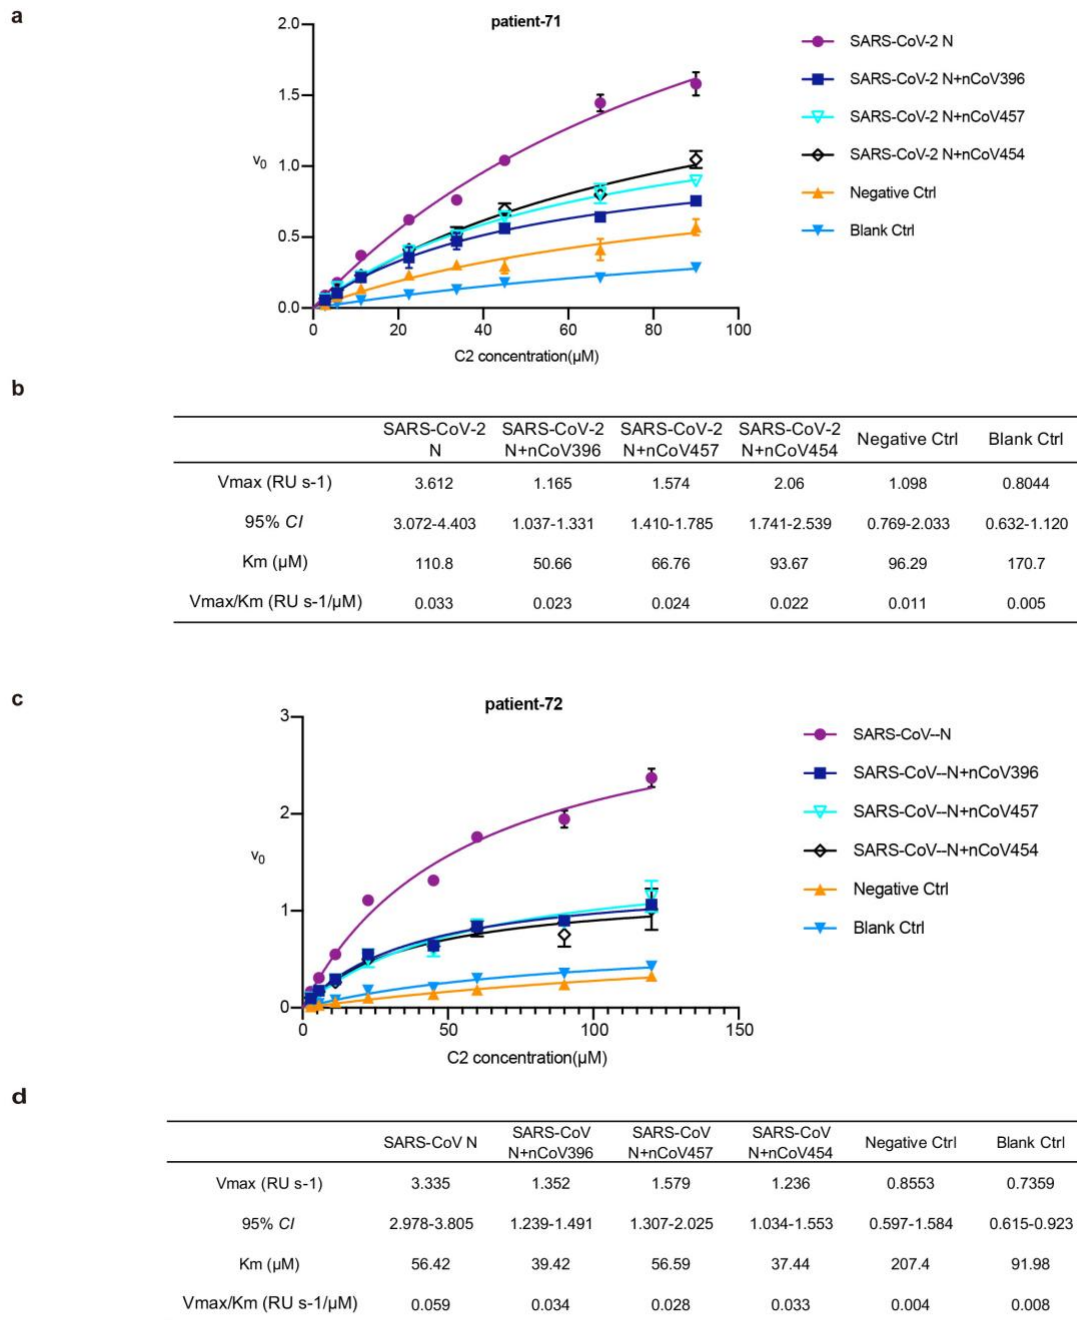 a
patient-71
2.0
1.5
1.0
0.5
0.0
v0
0 20 40 60 80 100
C2 concentration(μM)
SARS-CoV-2 N
SARS-CoV-2 N+nCoV396
SARS-CoV-2 N+nCoV457
SARS-CoV-2 N+nCoV454
Negative Ctrl
Blank Ctrl
b
SARS-CoV-2 SARS-CoV-2 SARS-CoV-2 SARS-CoV-2 Negative Ctrl Blank Ctrl
N N+nCoV396 N+nCoV457 N+nCoV454
Vmax (RU s-1) 3.612 1.165 1.574 2.06 1.098 0.8044
95% CI 3.072-4.403 1.037-1.331 1.410-1.785 1.741-2.539 0.769-2.033 0.632-1.120
Km (μM) 110.8 50.66 66.76 93.67 96.29 170.7
Vmax/Km (RU s-1/μM) 0.033 0.023 0.024 0.022 0.011 0.005
c
patient-72
3
2
1
0
v0
0 50 100 150
C2 concentration(μM)
SARS-CoV--N
SARS-CoV--N+nCoV396
SARS-CoV--N+nCoV457
SARS-CoV--N+nCoV454
Negative Ctrl
Blank Ctrl
d
SARS-CoV N SARS-CoV SARS-CoV SARS-CoV Negative Ctrl Blank Ctrl
N+nCoV396 N+nCoV457 N+nCoV454
Vmax (RU s-1) 3.335 1.352 1.579 1.236 0.8553 0.7359
95% CI 2.978-3.805 1.239-1.491 1.307-2.025 1.034-1.553 0.597-1.584 0.615-0.923
Km (μM) 56.42 39.42 56.59 37.44 207.4 91.98
Vmax/Km (RU s-1/μM) 0.059 0.034 0.028 0.033 0.004 0.008